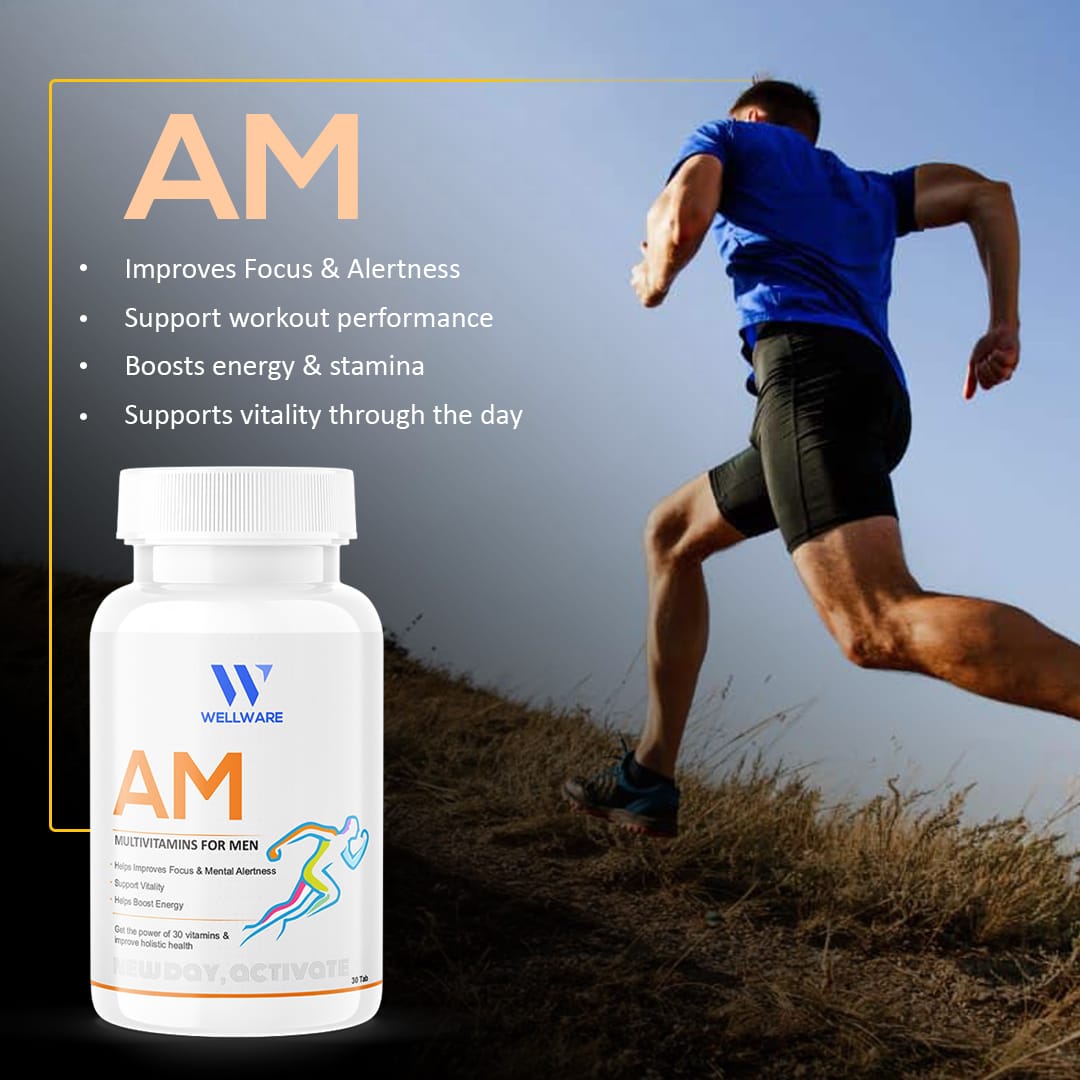 AM
• Improves Focus & Alertness
• Support workout performance
• Boosts energy & stamina
• Supports vitality through the day
WELLWARE
AM
MULTIVITAMINS FOR MEN
• Helps Improves Focus & Mental Alertness
• Support Vitality
• Helps Boost Energy
Get the power of 30 vitamins &
improve holistic health
NEW DAY, ACTIVATE
30 Tab